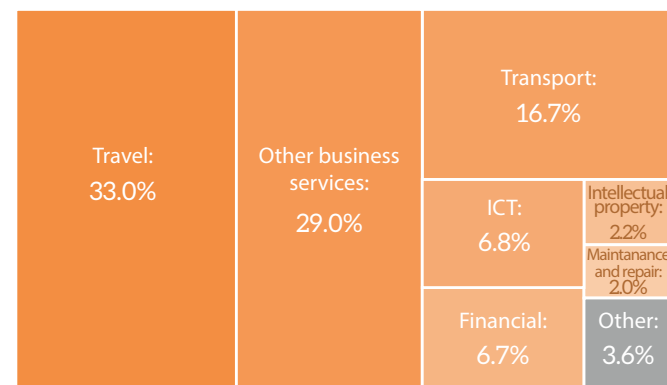 Travel:
33.0%
Other business
services:
29.0%
Transport:
16.7%
ICT:
6.8%
Financial:
6.7%
Intellectual
property:
2.2%
Maintanance
and repair:
2.0%
Other:
3.6%